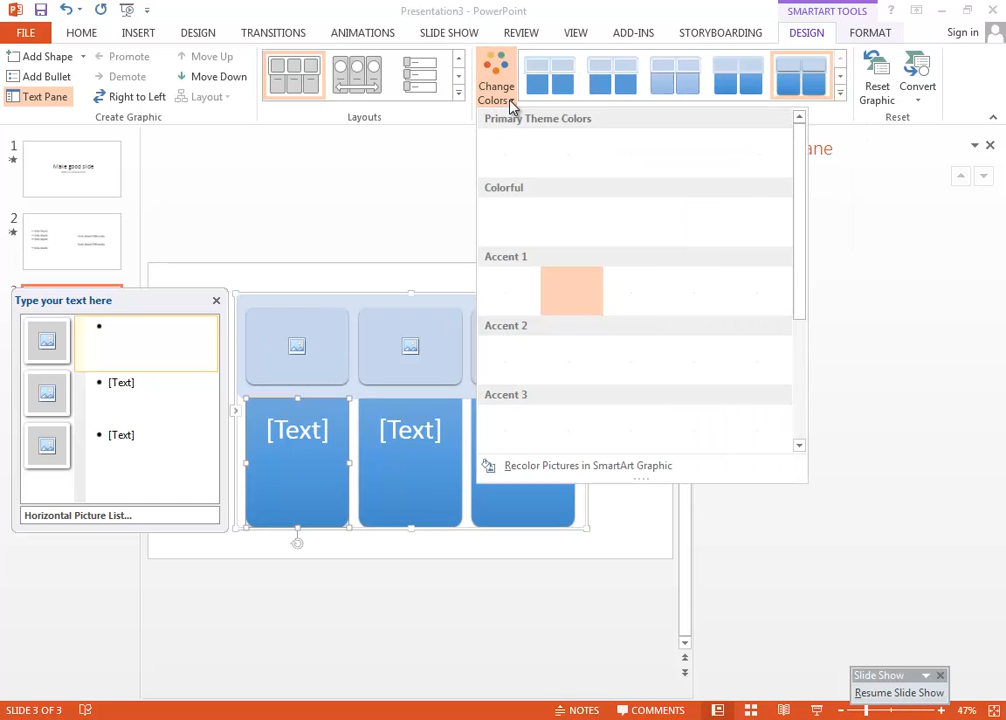 Presentation3 - PowerPoint
SMARTART TOOLS
FILE
HOME
INSERT
DESIGN
TRANSITIONS
ANIMATIONS
SLIDE SHOW
REVIEW
VIEW
ADD-INS
STORYBOARDING
DESIGN
FORMAT
Sign in
Add Shape
Promote
Move Up
Add Bullet
Demote
Move Down
Text Pane
Right to Left
Layout
Create Graphic
Layouts
Change
Colors
Reset
Graphic
Convert
Reset
Primary Theme Colors
Colorful
Accent 1
Accent 2
Accent 3
Recolor Pictures in SmartArt Graphic
ane
1
Make good slide
2
Type your text here
[Text]
[Text]
Horizontal Picture List...
[Text]
[Text]
Slide Show
Resume Slide Show
SLIDE 3 OF 3
NOTES
COMMENTS
47%